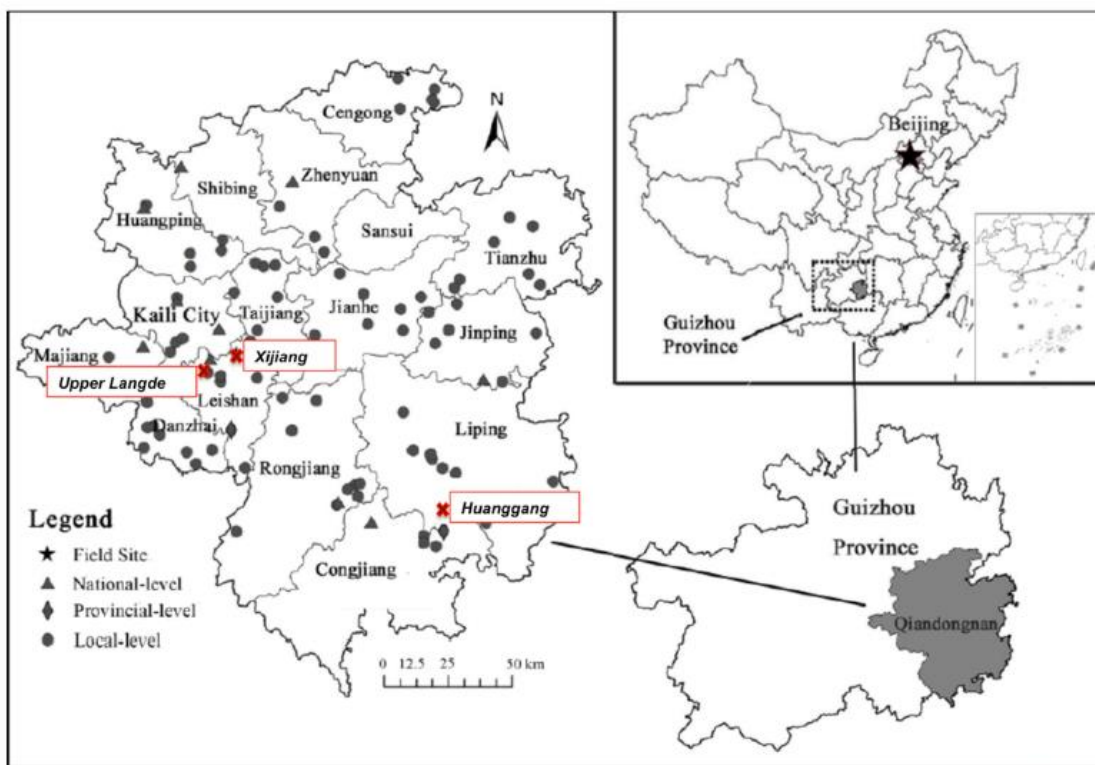 N
Cengong
Zhenyuan
Shibing
Huangping
Sansui
Tianzhu
Jianhe
Taijiang
Kaili City
Jinping
Majiang
Xijiang
Upper Langde
Leishan
Danzhai
Liping
Rongjiang
Huanggang
Congjiang
Legend
Field Site
National-level
Provincial-level
Local-level
0 12.5 25 50 km
Beijing
Guizhou
Province
Guizhou
Province
Qiandongnan